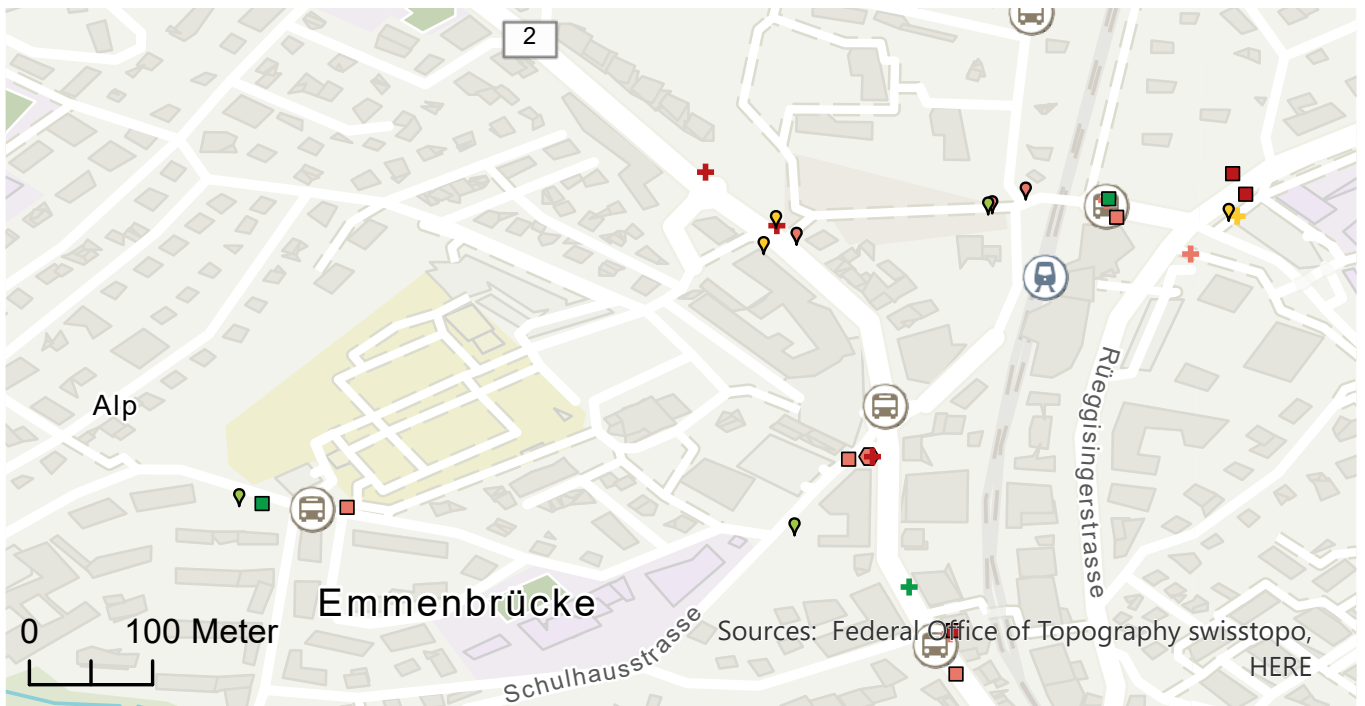 2
Alp
Rüeggisingerstrasse
Emmenbrücke
0 100 Meter
Schulhausstrasse
Sources: Federal Office of Topography swisstopo,
HERE